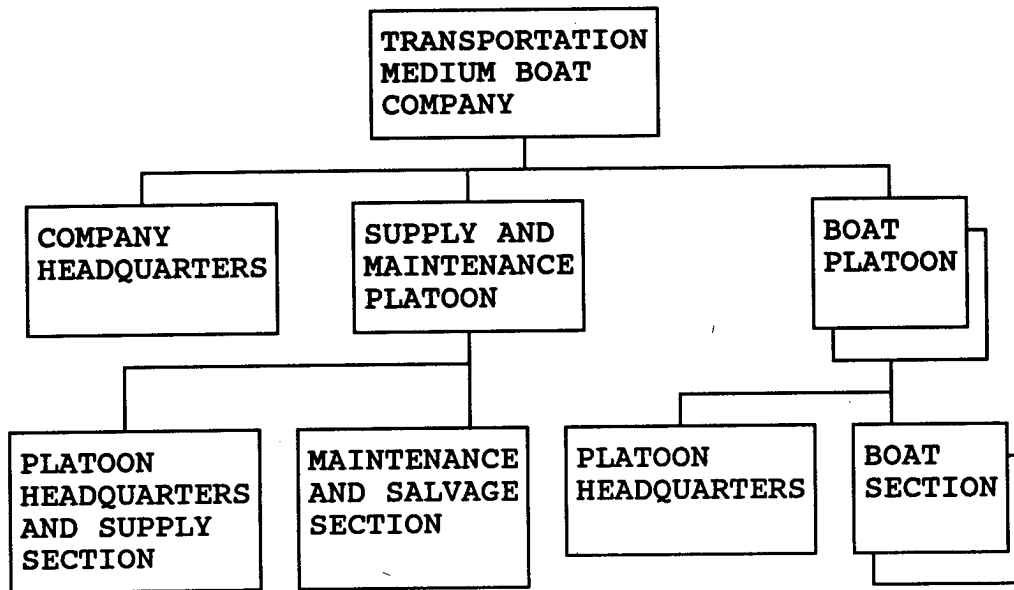 TRANSPORTATION
MEDIUM BOAT
COMPANY
COMPANY
HEADQUARTERS
SUPPLY AND
MAINTENANCE
PLATOON
BOAT
PLATOON
PLATOON
HEADQUARTERS
AND SUPPLY
SECTION
MAINTENANCE
AND SALVAGE
SECTION
PLATOON
HEADQUARTERS
BOAT
SECTION